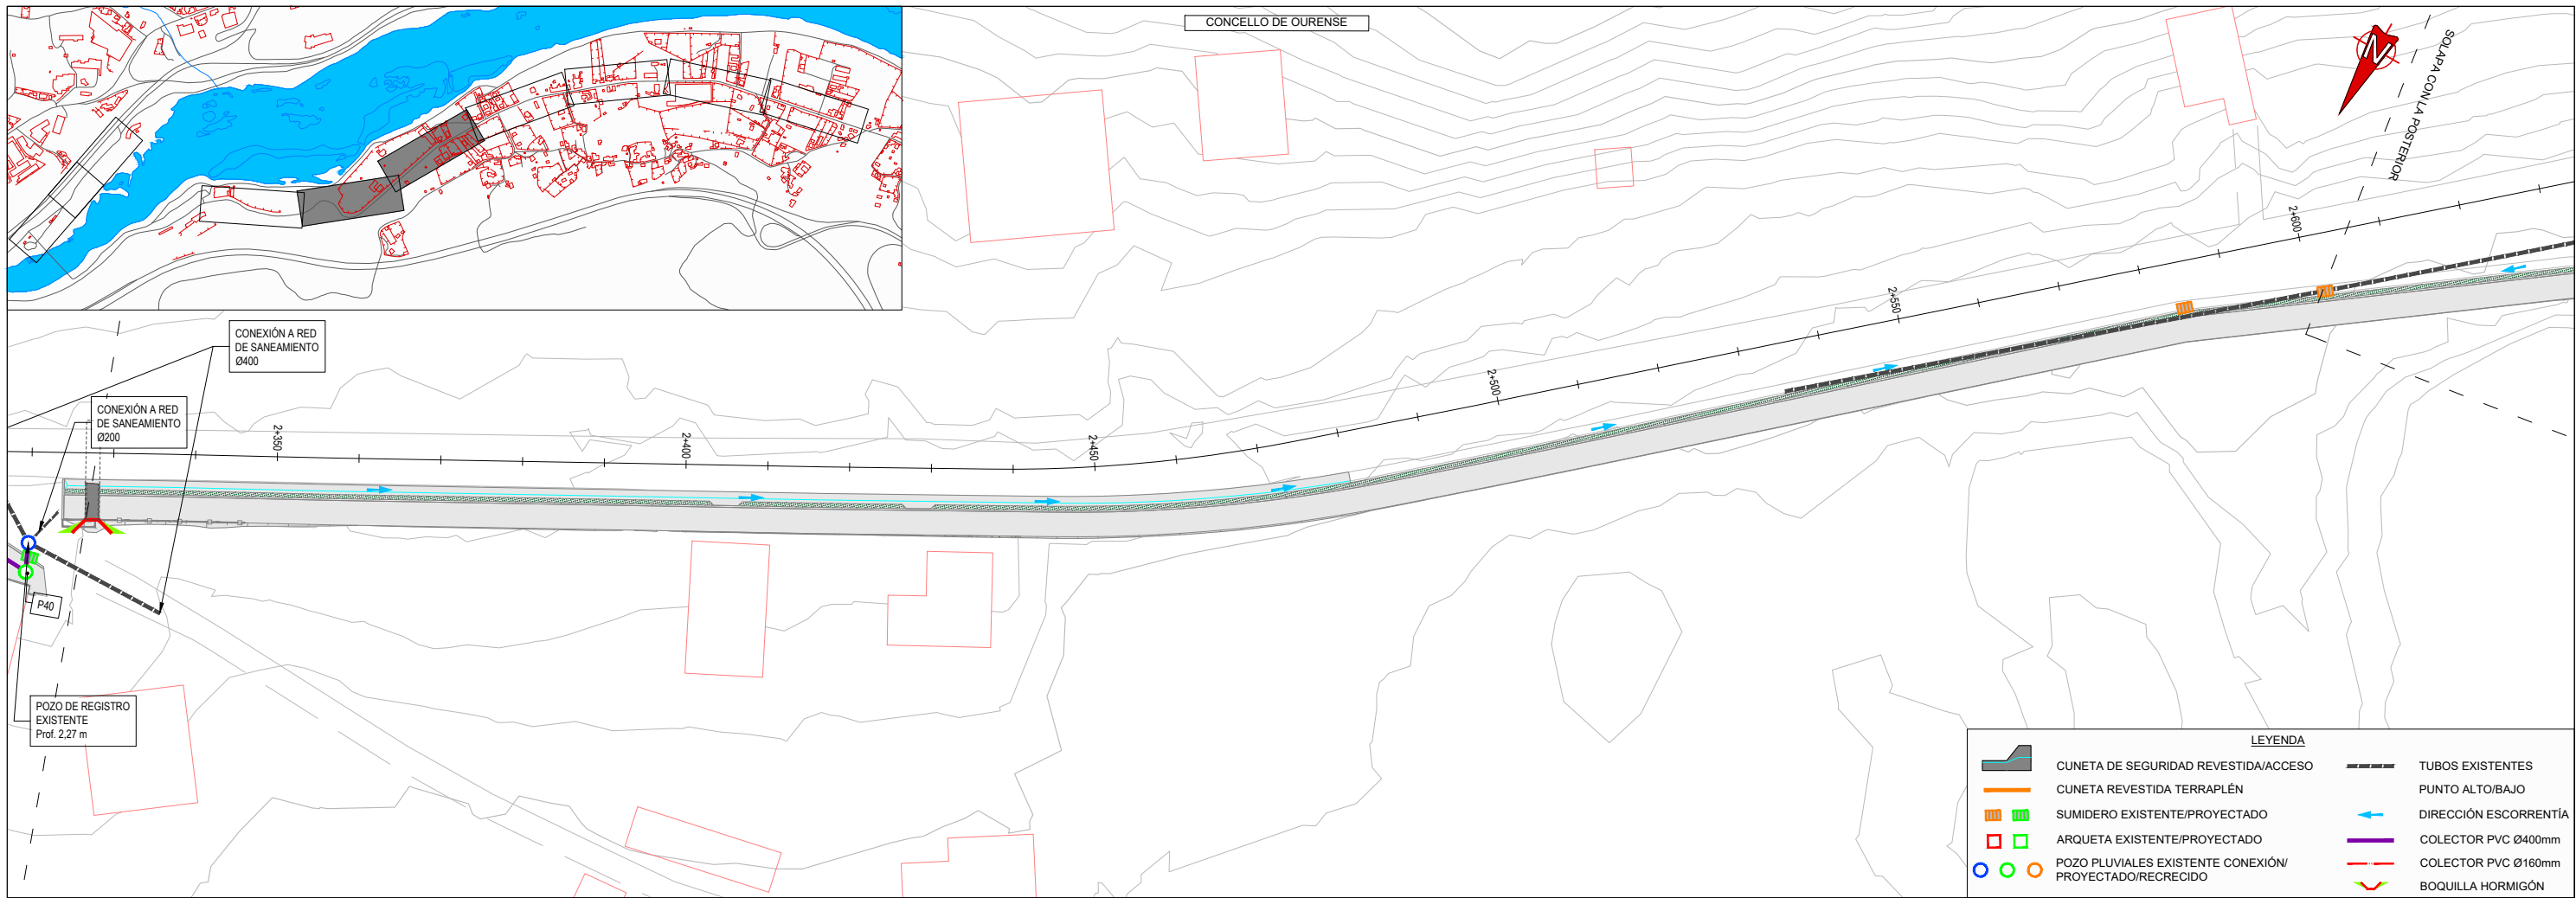 CONCELLO DE OURENSE
N
SOLAPA CON LA POSTERIOR
CONEXIÓN A RED
DE SANEAMIENTO
Ø400
CONEXIÓN A RED
DE SANEAMIENTO
Ø200
2+350
2+400
2+450
2+500
2+550
2+600
P40
POZO DE REGISTRO
EXISTENTE
Prof. 2,27 m
LEYENDA
CUNETA DE SEGURIDAD REVESTIDA/ACCESO
CUNETA REVESTIDA TERRAPLÉN
SUMIDERO EXISTENTE/PROYECTADO
ARQUETA EXISTENTE/PROYECTADO
POZO PLUVIALES EXISTENTE CONEXIÓN/
PROYECTADO/RECRECIDO
TUBOS EXISTENTES
PUNTO ALTO/BAJO
DIRECCIÓN ESCORRENTÍA
COLECTOR PVC Ø400mm
COLECTOR PVC Ø160mm
BOQUILLA HORMIGÓN